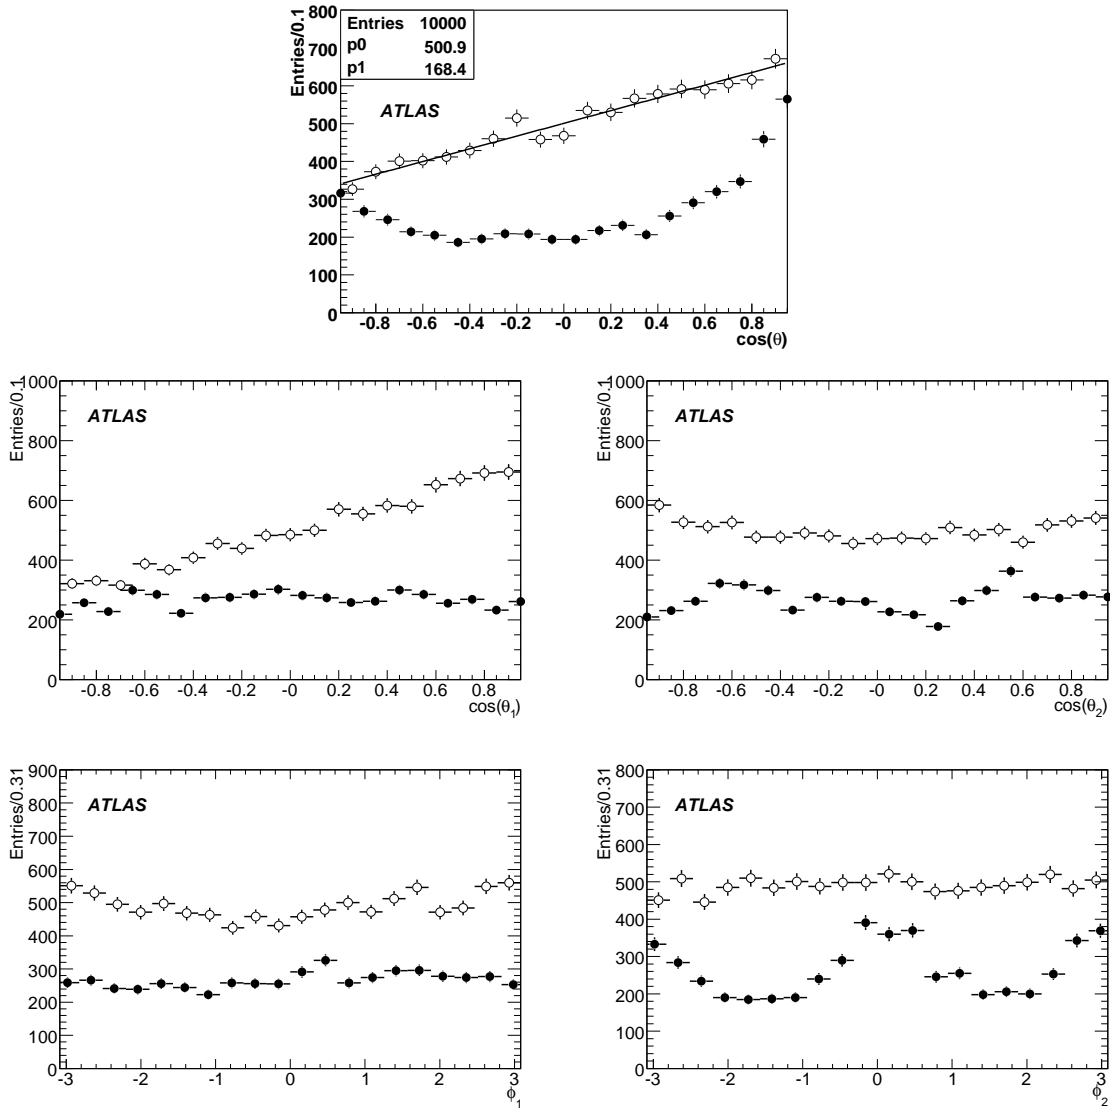 Entries/0.1
800
700
600
500
400
300
200
100
0
Entries 10000
p0 500.9
p1 168.4
ATLAS
-0.8 -0.6 -0.4 -0.2 -0 0.2 0.4 0.6 0.8
cos(θ)
Entries/0.1
1000
800
600
400
200
0
ATLAS
-0.8 -0.6 -0.4 -0.2 -0 0.2 0.4 0.6 0.8
cos(θ1)
Entries/0.1
1000
800
600
400
200
0
ATLAS
-0.8 -0.6 -0.4 -0.2 -0 0.2 0.4 0.6 0.8
cos(θ2)
Entries/0.31
900
800
700
600
500
400
300
200
100
0
ATLAS
-3 -2 -1 0 1 2 3
ϕ1
Entries/0.31
800
700
600
500
400
300
200
100
0
ATLAS
-3 -2 -1 0 1 2 3
ϕ2